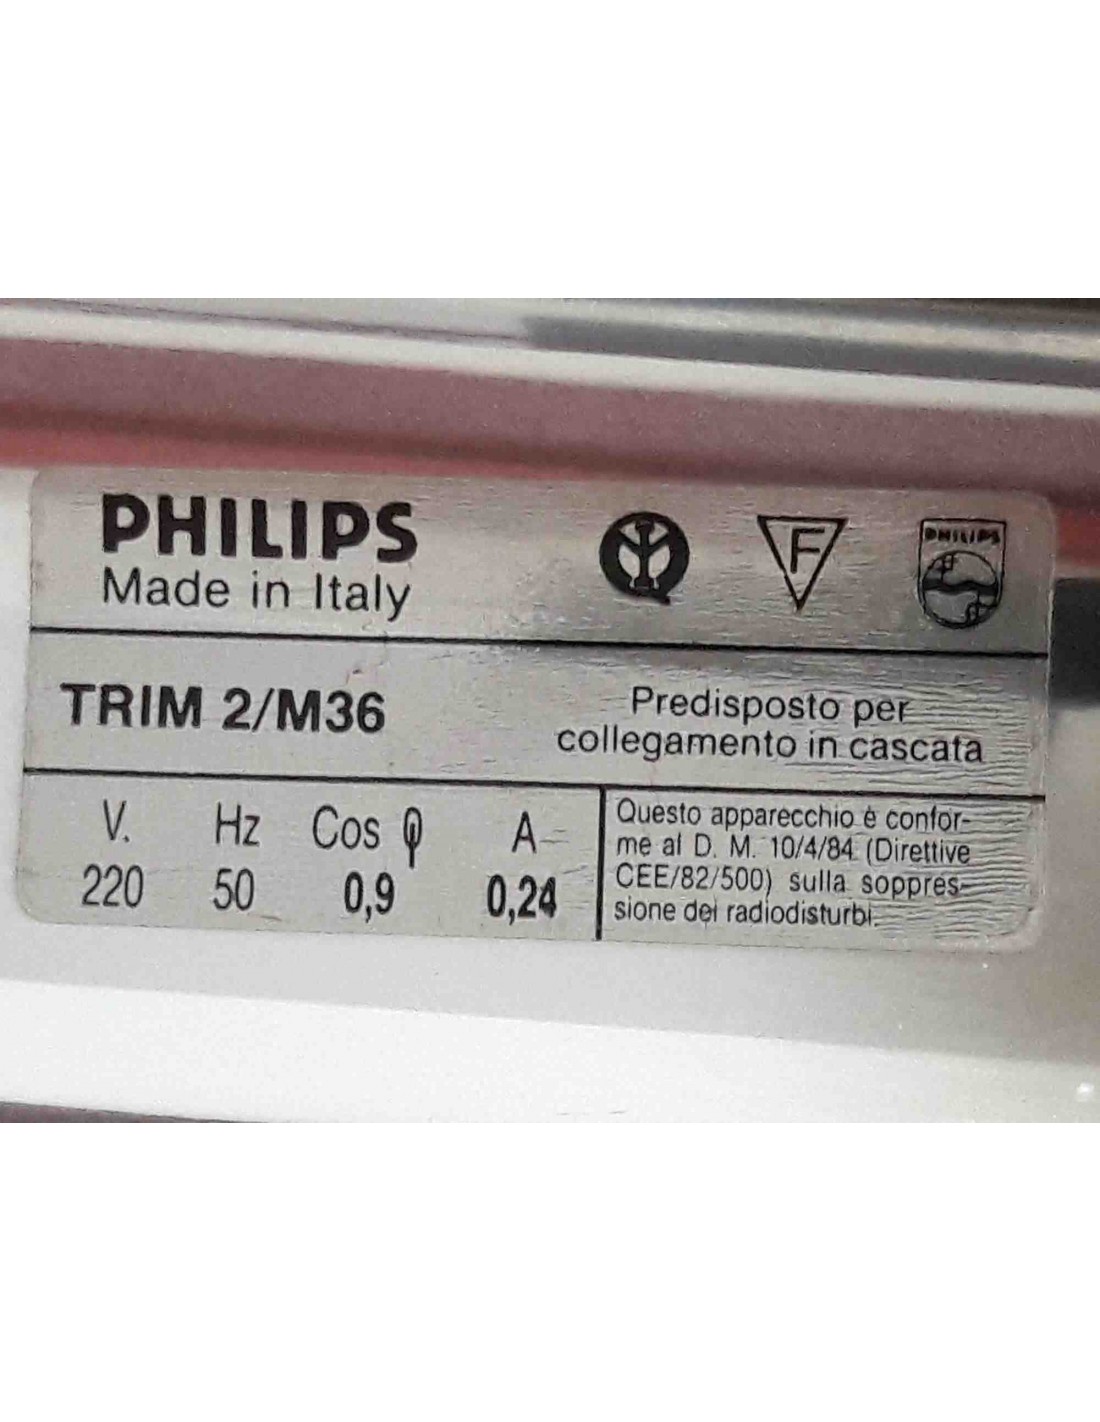 PHILIPS
Made in Italy
F
PHILIPS
TRIM 2/M36
Predisposto per
collegamento in cascata
V. Hz Cos φ A
220 50 0,9 0,24
Questo apparecchio è confor-
me al D. M. 10/4/84 (Direttive
CEE/82/500) sulla soppres-
sione dei radiodisturbi.